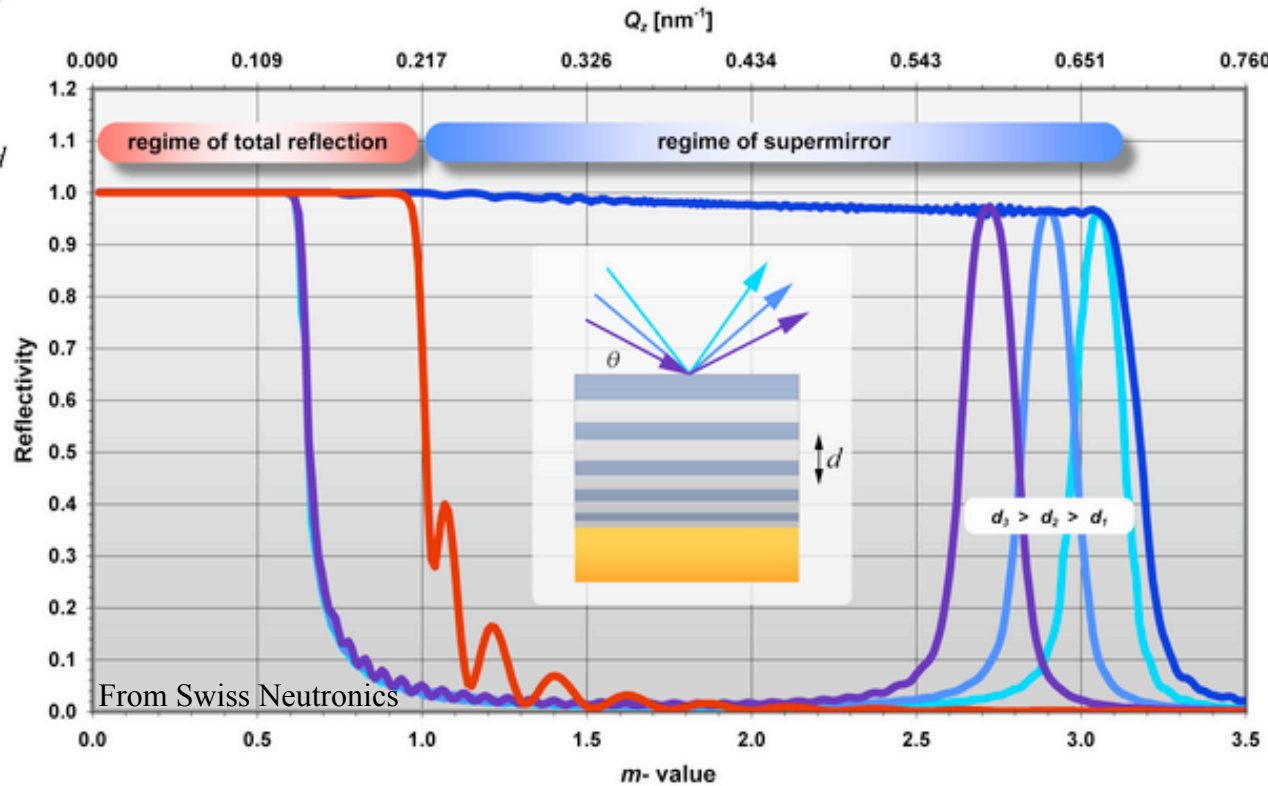 Q_z [nm⁻¹]
0.000 0.109 0.217 0.326 0.434 0.543 0.651 0.760
1.2
d
regime of total reflection
regime of supermirror
1.1
1.0
0.9
0.8
0.7
θ
0.6
0.5
d
0.4
d₃ > d₂ > d₁
0.3
0.2
0.1
0.0
From Swiss Neutronics
Reflectivity
0.0 0.5 1.0 1.5 2.0 2.5 3.0 3.5
m- value